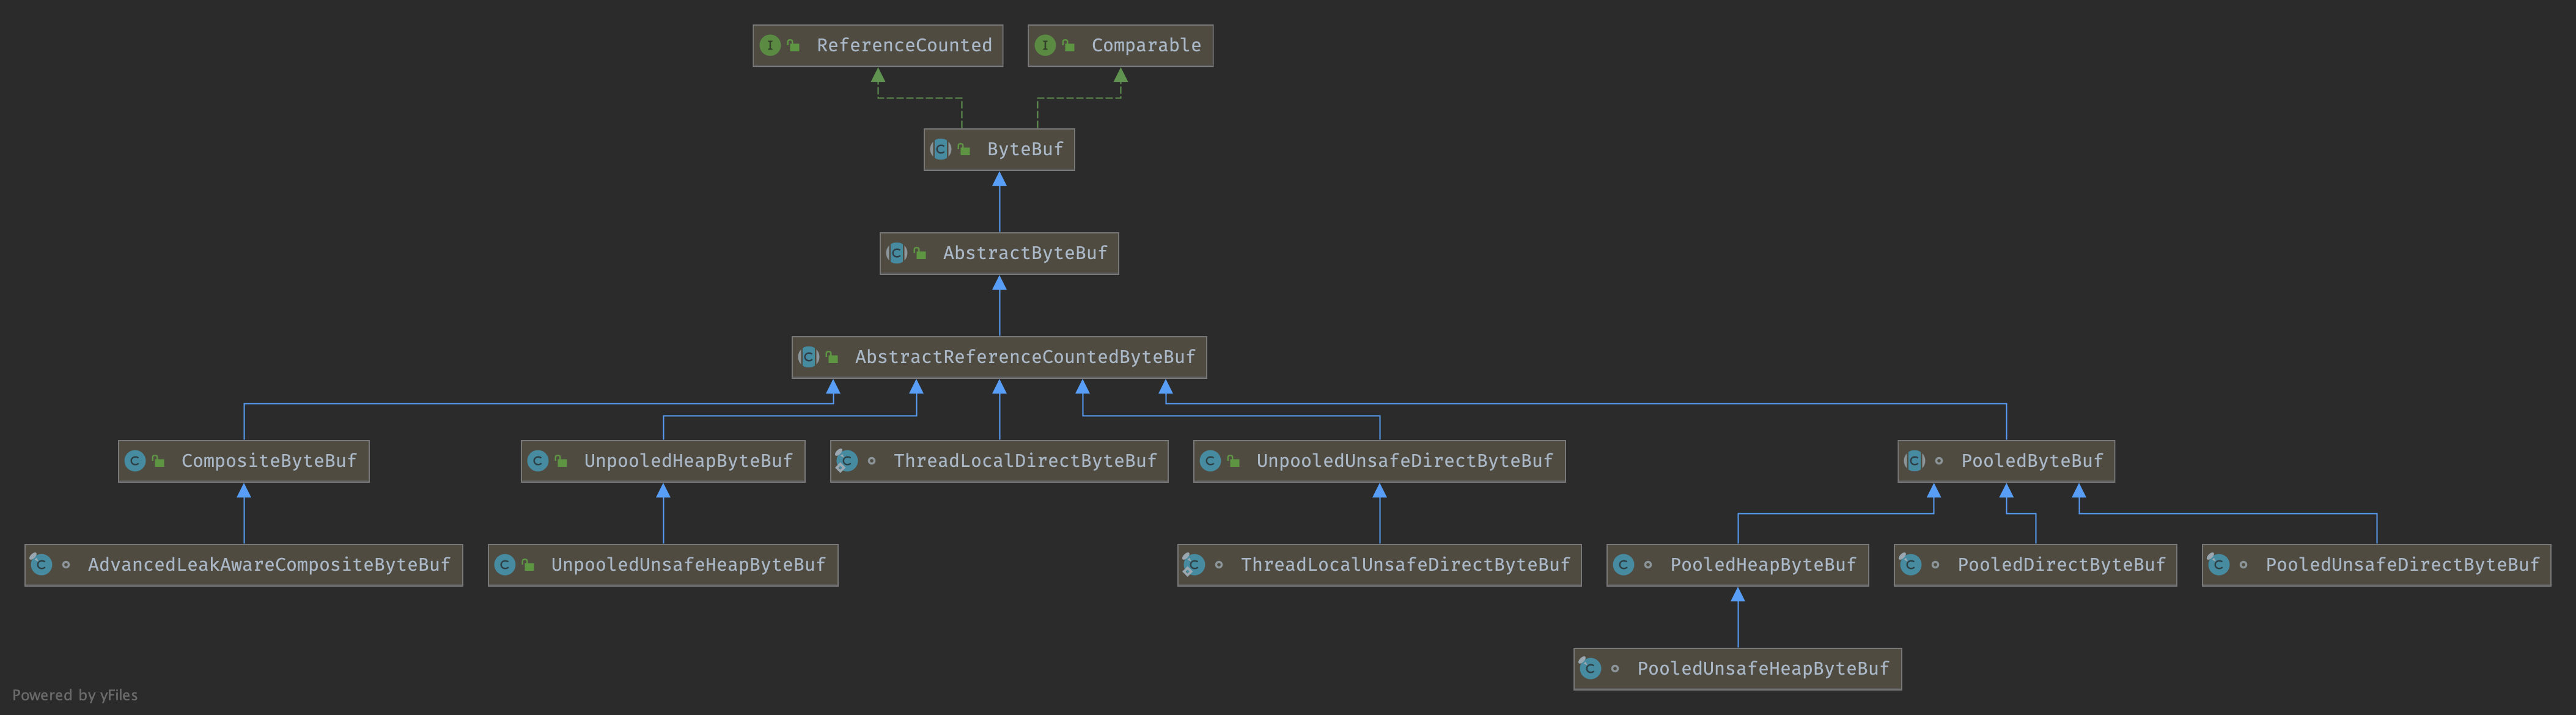 ReferenceCounted
Comparable
ByteBuf
AbstractByteBuf
AbstractReferenceCountedByteBuf
CompositeByteBuf
UnpooledHeapByteBuf
ThreadLocalDirectByteBuf
UnpooledUnsafeDirectByteBuf
PooledByteBuf
AdvancedLeakAwareCompositeByteBuf
UnpooledUnsafeHeapByteBuf
ThreadLocalUnsafeDirectByteBuf
PooledHeapByteBuf
PooledDirectByteBuf
PooledUnsafeDirectByteBuf
PooledUnsafeHeapByteBuf
Powered by yFiles